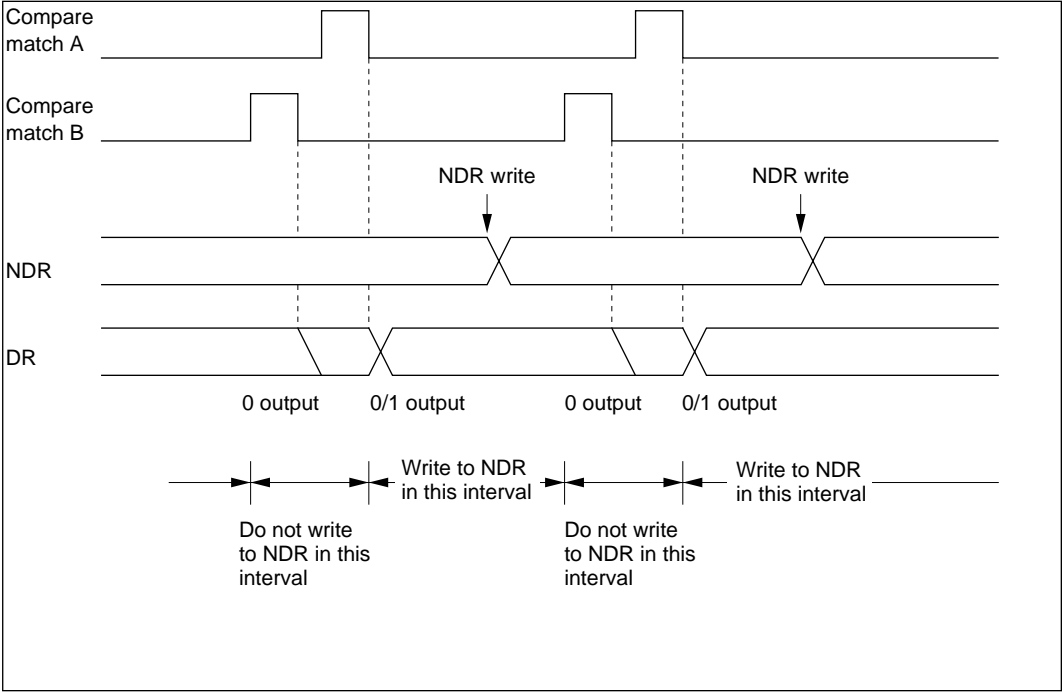 Compare
match A
Compare
match B
NDR write
NDR write
NDR
DR
0 output
0/1 output
0 output
0/1 output
Write to NDR
in this interval
Write to NDR
in this interval
Do not write
to NDR in this
interval
Do not write
to NDR in this
interval